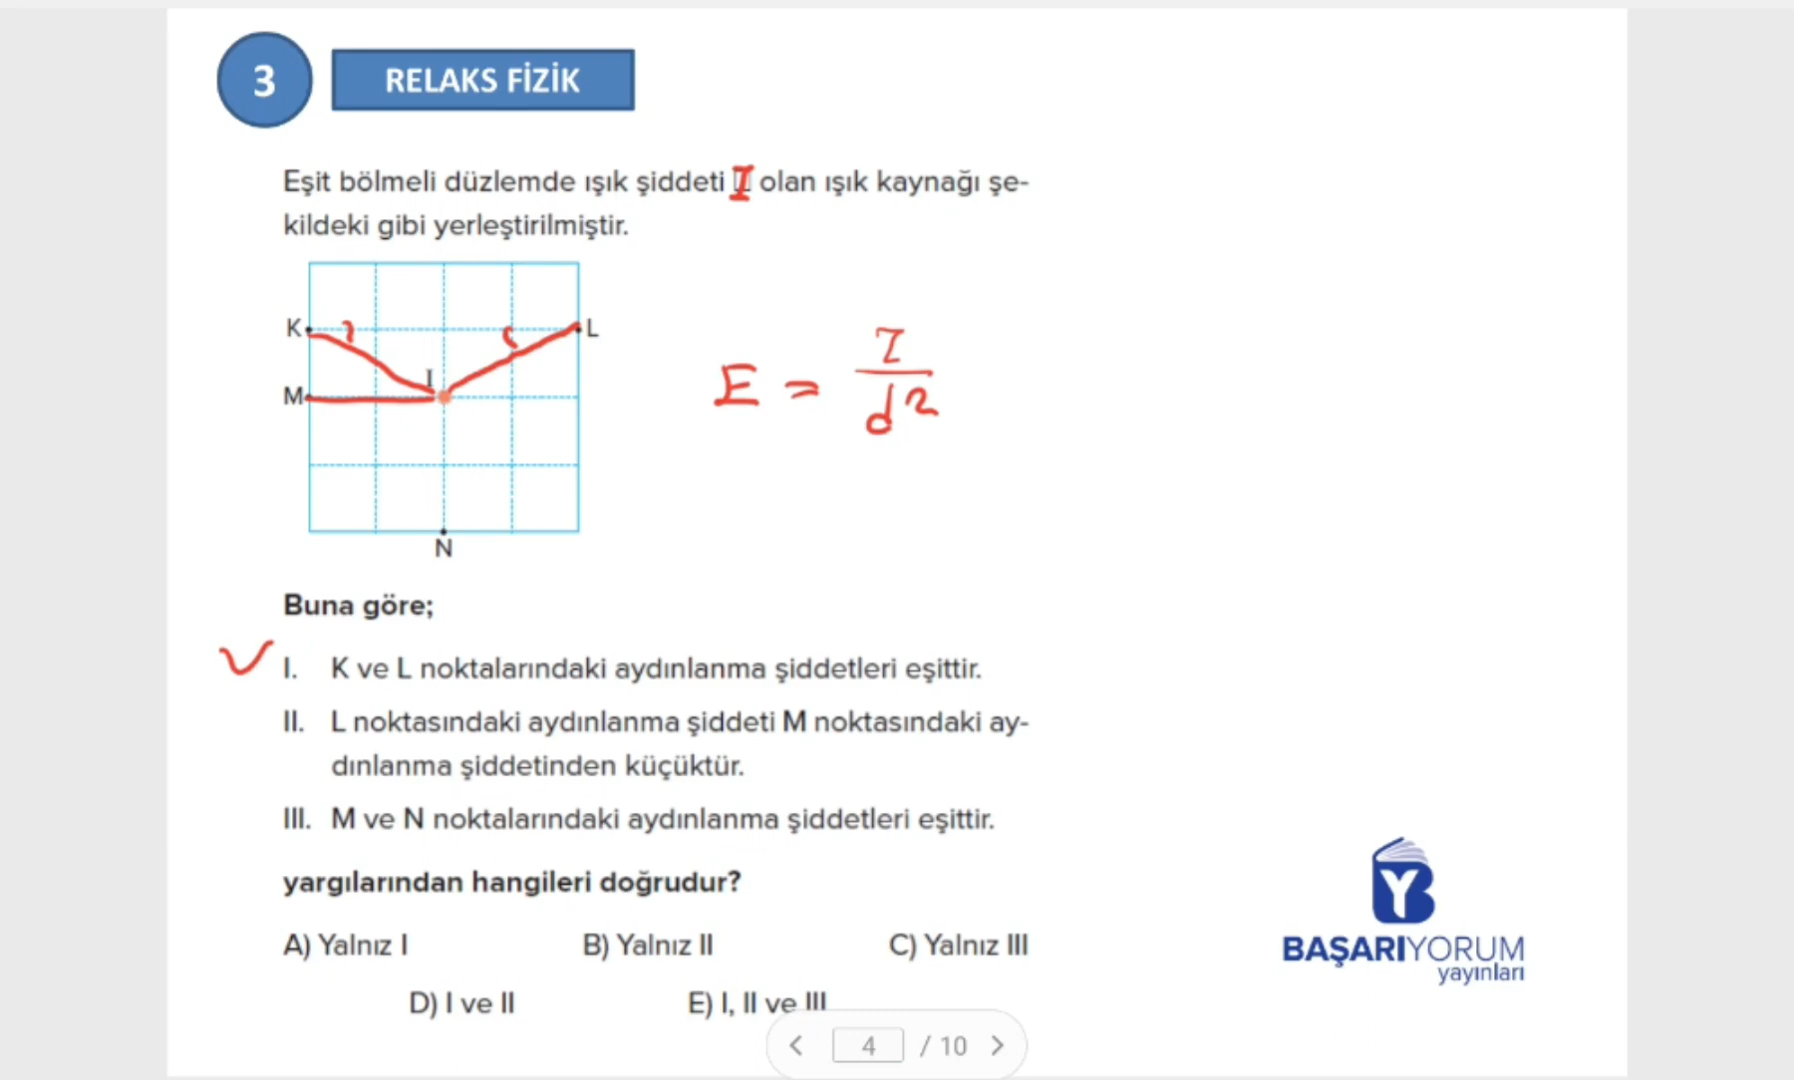 3
RELAKS FİZİK
Eşit bölmeli düzlemde ışık şiddeti I olan ışık kaynağı şe-
kildeki gibi yerleştirilmiştir.
K
L
I
M
N
E = I / d²
Buna göre;
I. K ve L noktalarındaki aydınlanma şiddetleri eşittir.
II. L noktasındaki aydınlanma şiddeti M noktasındaki ay-
dınlanma şiddetinden küçüktür.
III. M ve N noktalarındaki aydınlanma şiddetleri eşittir.
yargılarından hangileri doğrudur?
A) Yalnız I B) Yalnız II C) Yalnız III
D) I ve II E) I, II ve III
BAŞARIYORUM
yayınları
4 / 10